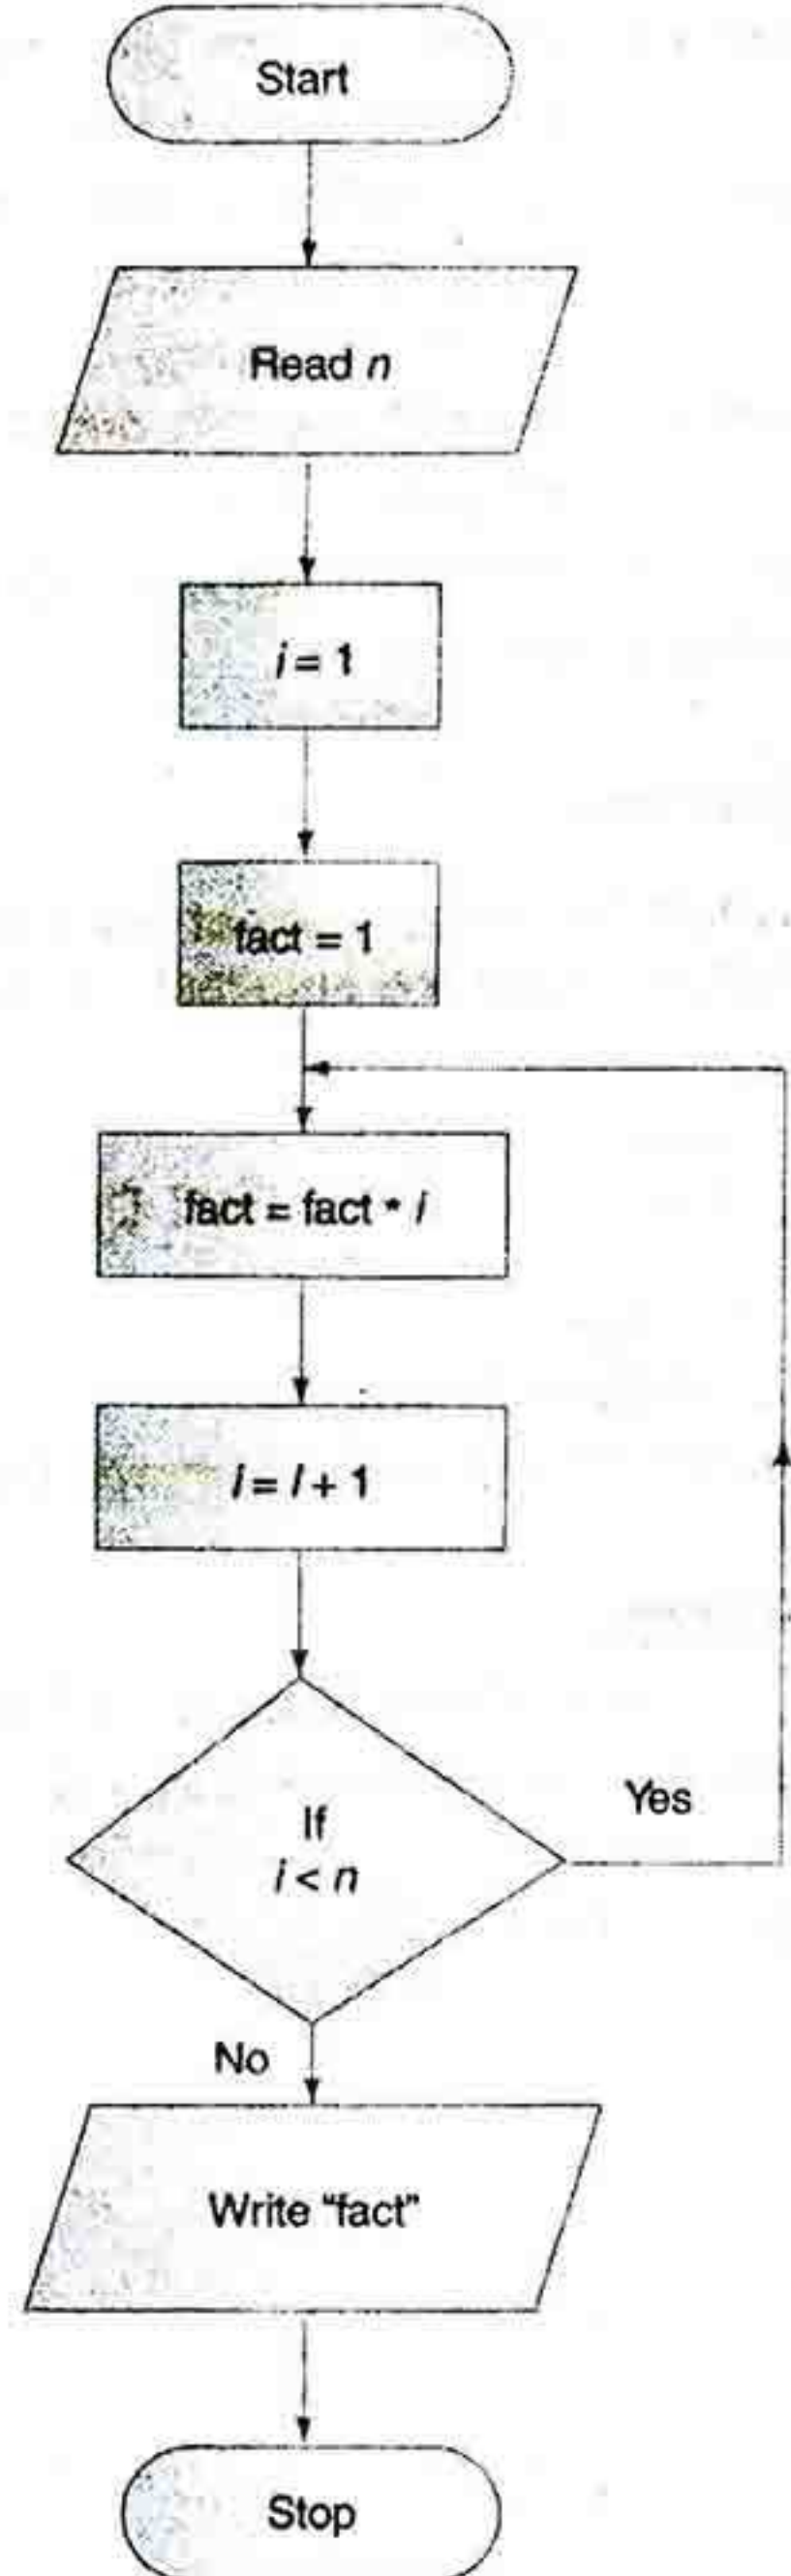 Start
Read n
i = 1
fact = 1
fact = fact * i
i = i + 1
If
i < n
Yes
No
Write “fact”
Stop